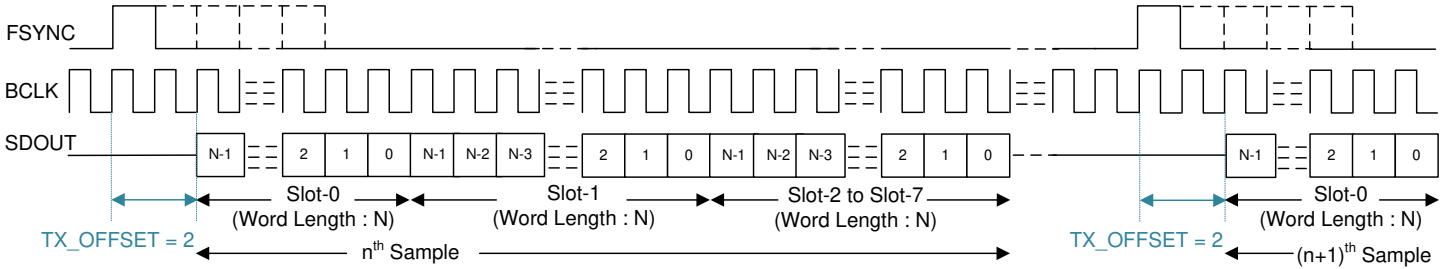 FSYNC
BCLK
SDOUT
N-1 2 1 0 N-1 N-2 N-3 2 1 0 N-1 N-2 N-3 2 1 0 N-1 2 1 0
Slot-0 Slot-1 Slot-2 to Slot-7 Slot-0
(Word Length : N) (Word Length : N) (Word Length : N) (Word Length : N)
TX_OFFSET = 2 nth Sample TX_OFFSET = 2 (n+1)th Sample